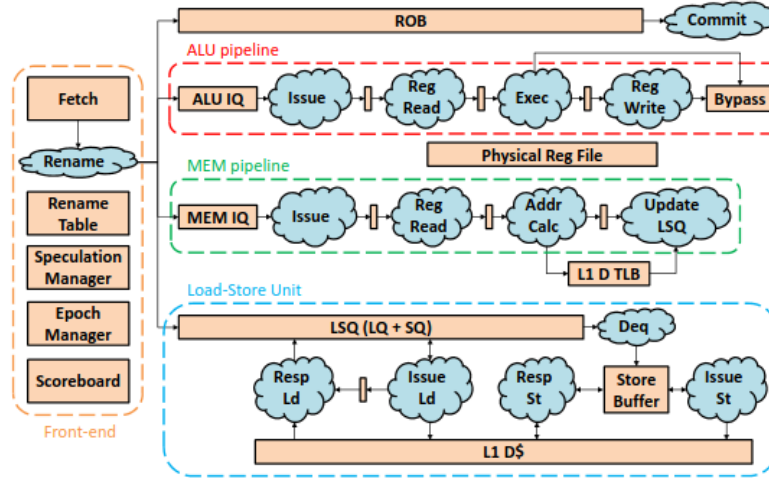 ROB
Commit
ALU pipeline
Fetch
ALU IQ
Issue
Reg
Read
Exec
Reg
Write
Bypass
Rename
Physical Reg File
MEM pipeline
Rename
Table
MEM IQ
Issue
Reg
Read
Addr
Calc
Update
LSQ
Speculation
Manager
L1 D TLB
Load-Store Unit
Epoch
Manager
LSQ (LQ + SQ)
Deq
Scoreboard
Resp
Ld
Issue
Ld
Resp
St
Store
Buffer
Issue
St
Front-end
L1 D$